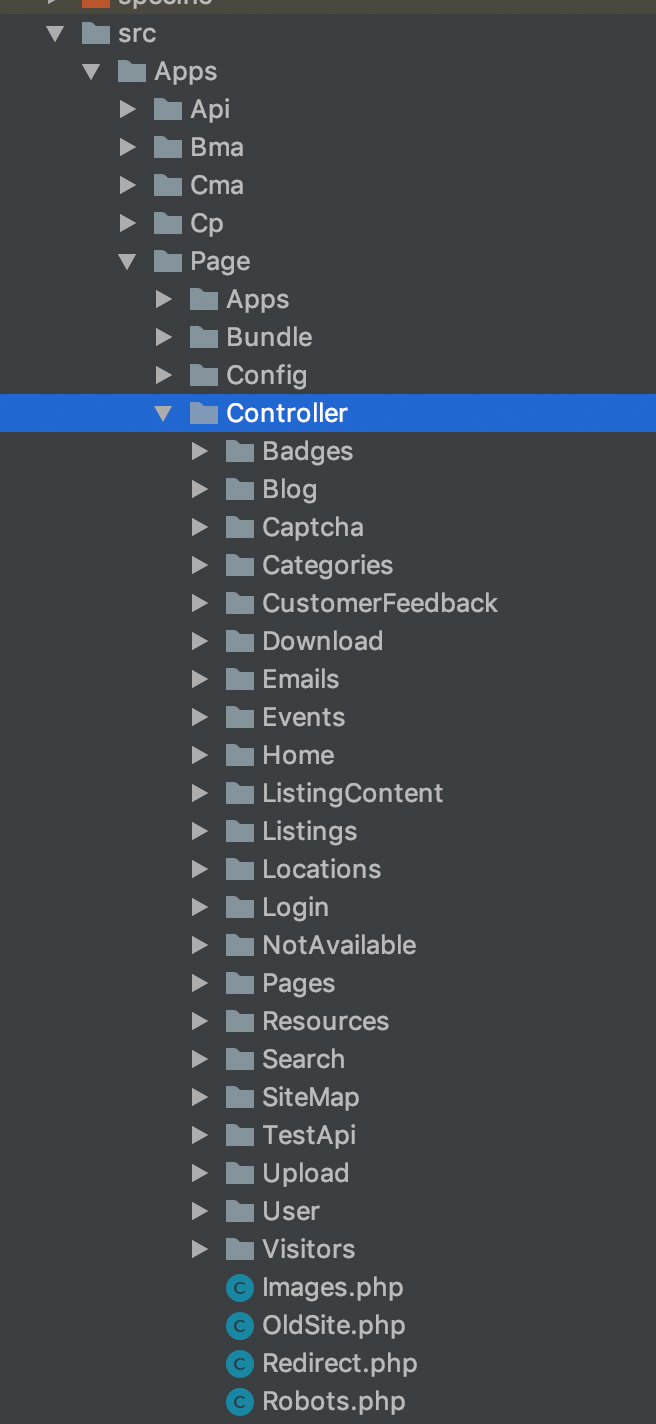 src
Apps
Api
Bma
Cma
Cp
Page
Apps
Bundle
Config
Controller
Badges
Blog
Captcha
Categories
CustomerFeedback
Download
Emails
Events
Home
ListingContent
Listings
Locations
Login
NotAvailable
Pages
Resources
Search
SiteMap
TestApi
Upload
User
Visitors
C Images.php
C OldSite.php
C Redirect.php
C Robots.php